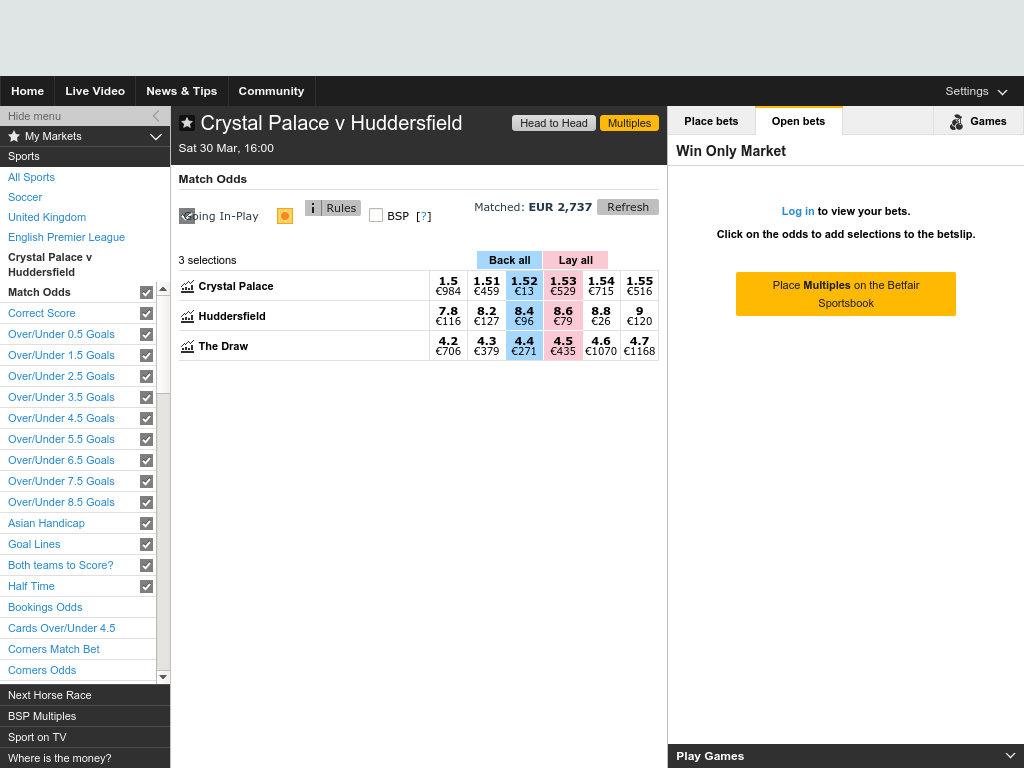 Home
Live Video
News & Tips
Community
Settings
Hide menu
My Markets
Sports
All Sports
Soccer
United Kingdom
English Premier League
Crystal Palace v
Huddersfield
Match Odds
Correct Score
Over/Under 0.5 Goals
Over/Under 1.5 Goals
Over/Under 2.5 Goals
Over/Under 3.5 Goals
Over/Under 4.5 Goals
Over/Under 5.5 Goals
Over/Under 6.5 Goals
Over/Under 7.5 Goals
Over/Under 8.5 Goals
Asian Handicap
Goal Lines
Both teams to Score?
Half Time
Bookings Odds
Cards Over/Under 4.5
Corners Match Bet
Corners Odds
Next Horse Race
BSP Multiples
Sport on TV
Where is the money?
Crystal Palace v Huddersfield
Head to Head
Multiples
Sat 30 Mar, 16:00
Match Odds
Going In-Play
i Rules
BSP [?]
Matched: EUR 2,737
Refresh
3 selections
Back all
Lay all
Crystal Palace
1.5 1.51 1.52 1.53 1.54 1.55
€984 €459 €13 €529 €715 €516
Huddersfield
7.8 8.2 8.4 8.6 8.8 9
€116 €127 €96 €79 €26 €120
The Draw
4.2 4.3 4.4 4.5 4.6 4.7
€706 €379 €271 €435 €1070 €1168
Place bets
Open bets
Games
Win Only Market
Log in to view your bets.
Click on the odds to add selections to the betslip.
Place Multiples on the Betfair
Sportsbook
Play Games